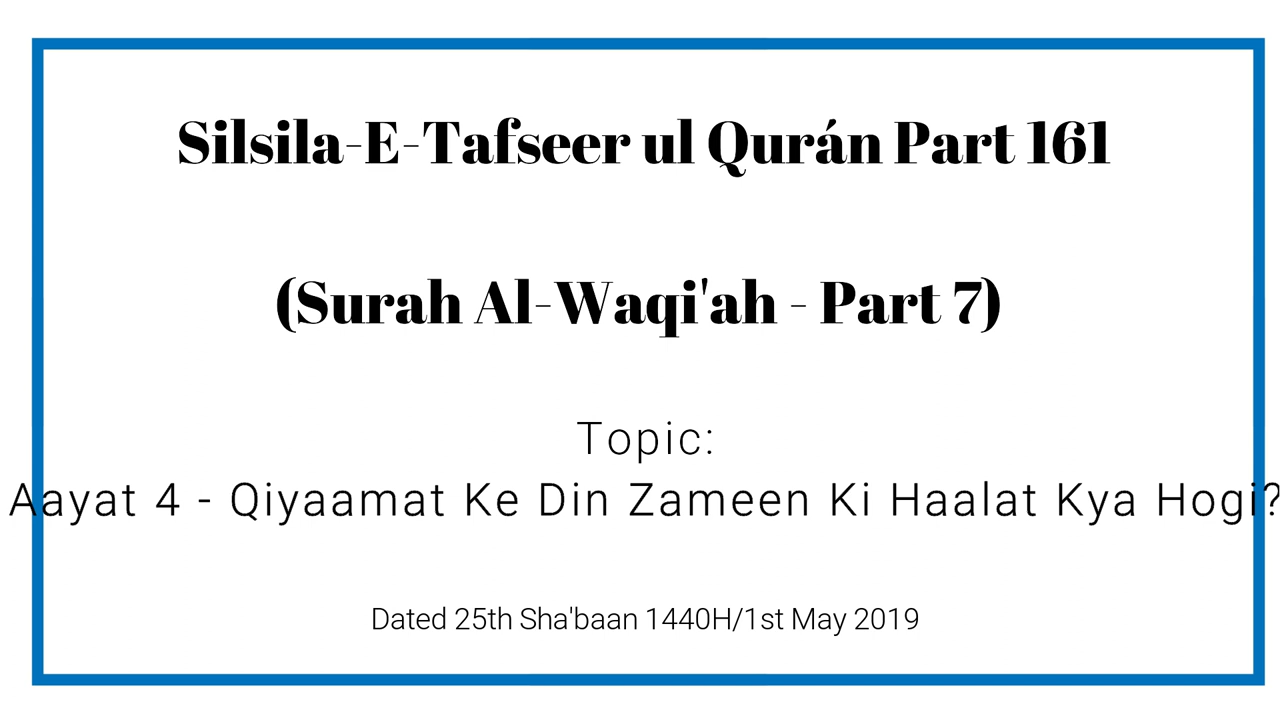 Silsila-E-Tafseer ul Qurán Part 161
(Surah Al-Waqi'ah - Part 7)
Topic:
Aayat 4 - Qiyaamat Ke Din Zameen Ki Haalat Kya Hogi?
Dated 25th Sha'baan 1440H/1st May 2019